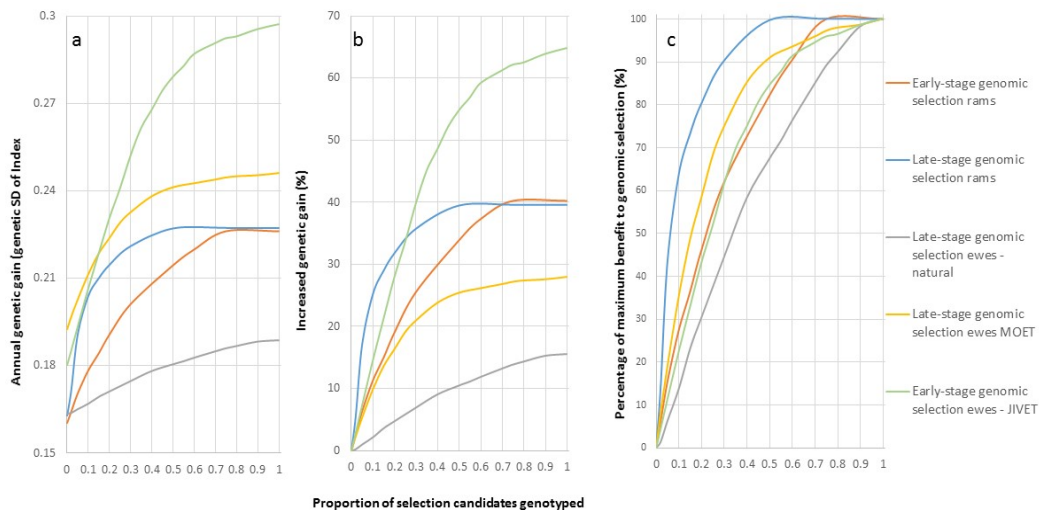 a
Annual genetic gain (genetic SD of Index
0.3
0.27
0.24
0.21
0.18
0.15
0 0.1 0.2 0.3 0.4 0.5 0.6 0.7 0.8 0.9 1
b
Increased genetic gain (%)
70
60
50
40
30
20
10
0
0 0.1 0.2 0.3 0.4 0.5 0.6 0.7 0.8 0.9 1
c
Percentage of maximum benefit to genomic selection (%)
100
90
80
70
60
50
40
30
20
10
0
0 0.1 0.2 0.3 0.4 0.5 0.6 0.7 0.8 0.9 1
Early-stage genomic
selection rams
Late-stage genomic
selection rams
Late-stage genomic
selection ewes -
natural
Late-stage genomic
selection ewes MOET
Early-stage genomic
selection ewes - JIVET
Proportion of selection candidates genotyped